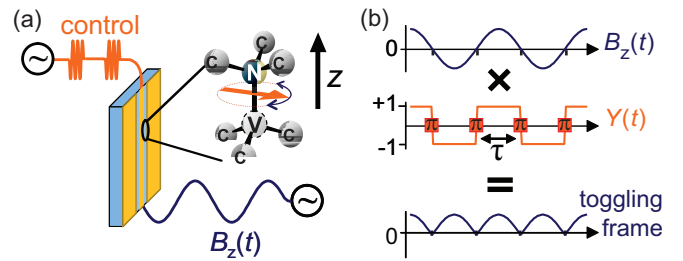 (a)
control
~
C
C
C
N
z
V
C
C
C
B_z(t)
~
(b)
0
B_z(t)
×
+1
-1
π π π π
Y(t)
τ
=
0
toggling
frame